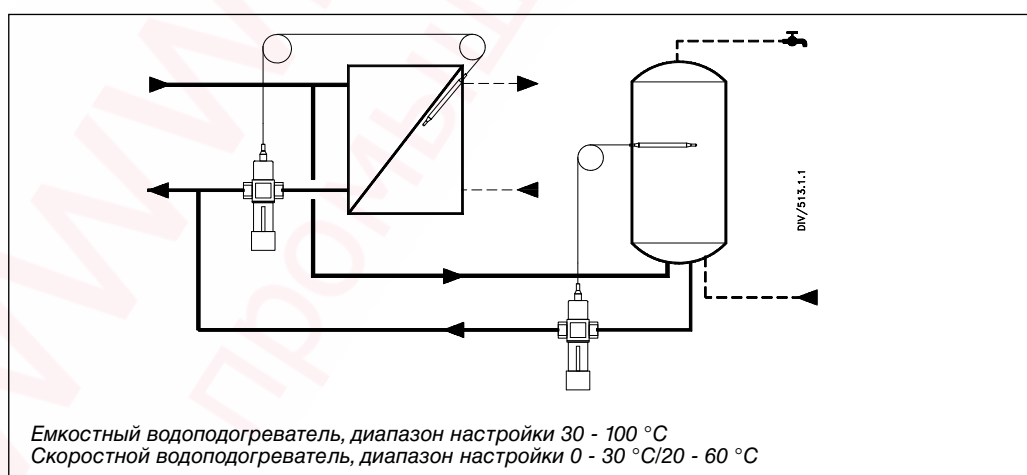 DIV/513.1.1
Емкостный водоподогреватель, диапазон настройки 30 - 100 °C
Скоростной водоподогреватель, диапазон настройки 0 - 30 °C/20 - 60 °C